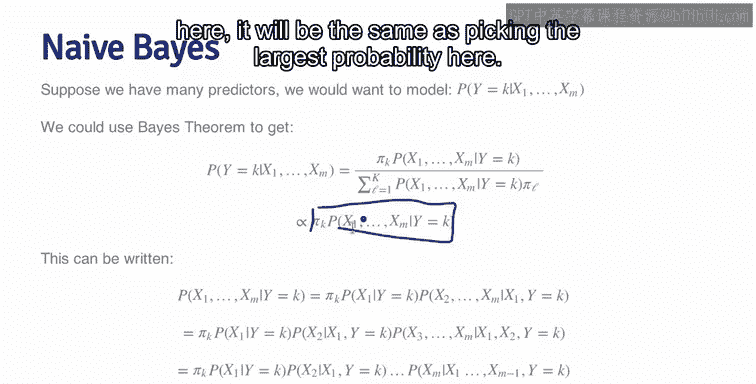 here, it will be the same as picking the
largest probability here.
Naive Bayes
Suppose we have many predictors, we would want to model: P(Y = k|X₁, …, Xₘ)
We could use Bayes Theorem to get:
P(Y = k|X₁, …, Xₘ) = πₖP(X₁, …, Xₘ|Y = k) / ∑ℓ₌₁ᴷ P(X₁, …, Xₘ|Y = k)πℓ
∝ πₖP(X₁, …, Xₘ|Y = k
This can be written:
P(X₁, …, Xₘ|Y = k) = πₖP(X₁|Y = k)P(X₂, …, Xₘ|X₁, Y = k)
= πₖP(X₁|Y = k)P(X₂|X₁, Y = k)P(X₃, …, Xₘ|X₁, X₂, Y = k)
= πₖP(X₁|Y = k)P(X₂|X₁, Y = k) … P(Xₘ|X₁ …, Xₘ₋₁, Y = k)